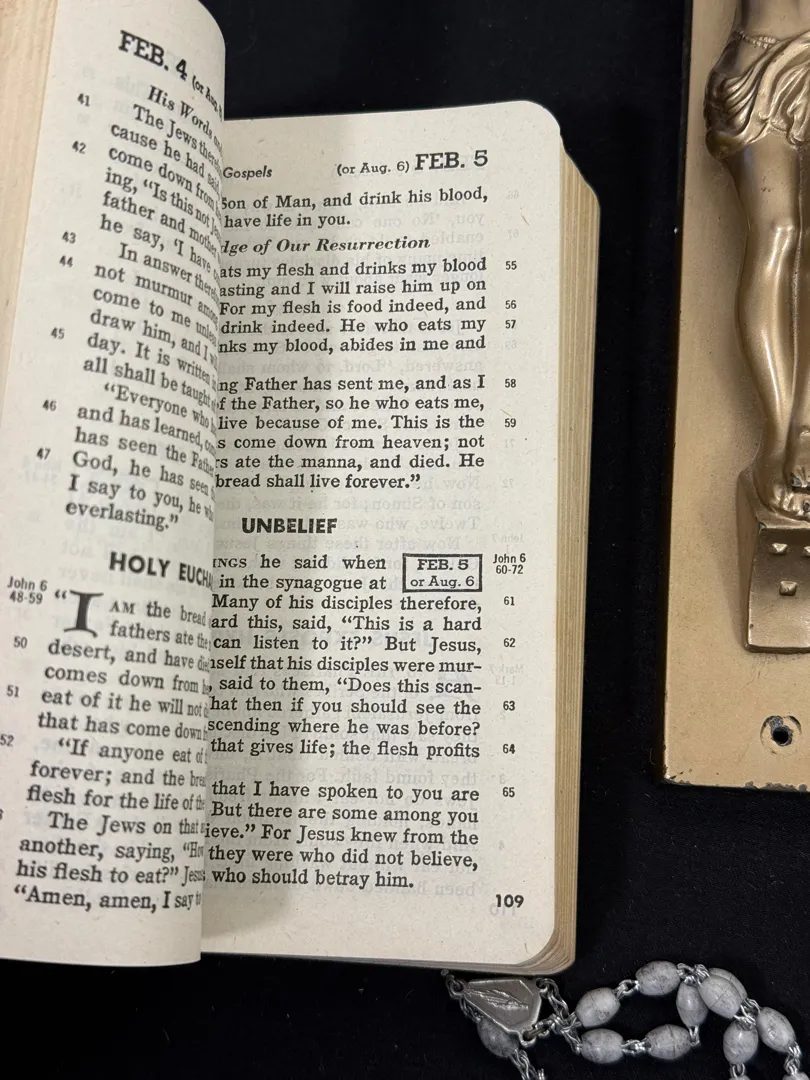 FEB. 4 (or Aug.
His Words
41 The Jews
cause he had said
42 come down from
ing, "Is this not
father and mother
he say, 'I have
43 In answer
44 not murmur
come to me unless
draw him, and I
45 day. It is written
all shall be taught
"Everyone who
46 and has learned,
has seen the Father
47 God, he has seen
I say to you, he
everlasting."
HOLY EUCHA
John 6
48-59
"I AM the bread
fathers ate the
50 desert, and have
comes down from
51 eat of it he will not
that has come down
52 "If anyone eat of
forever; and the
flesh for the life of
The Jews on that
another, saying, "How
his flesh to eat?" Jesus
"Amen, amen, I say
Gospels (or Aug. 6) FEB. 5
Son of Man, and drink his blood,
have life in you.
dge of Our Resurrection
ats my flesh and drinks my blood 55
asting and I will raise him up on
For my flesh is food indeed, and 56
drink indeed. He who eats my 57
nks my blood, abides in me and
ng Father has sent me, and as I 58
f the Father, so he who eats me,
live because of me. This is the 59
s come down from heaven; not
rs ate the manna, and died. He
bread shall live forever."
UNBELIEF
INGS he said when FEB. 5 John 6
in the synagogue at or Aug. 6 60-72
Many of his disciples therefore, 61
ard this, said, "This is a hard
can listen to it?" But Jesus, 62
mself that his disciples were mur-
, said to them, "Does this scan-
hat then if you should see the 63
scending where he was before?
that gives life; the flesh profits 64
that I have spoken to you are 65
But there are some among you
ieve." For Jesus knew from the
they were who did not believe,
who should betray him.
109